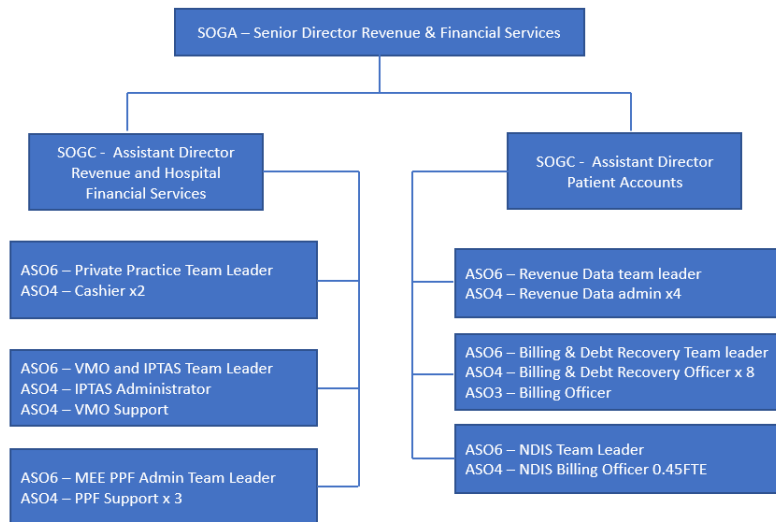 SOGA – Senior Director Revenue & Financial Services
SOGC - Assistant Director
Revenue and Hospital
Financial Services
ASO6 – Private Practice Team Leader
ASO4 – Cashier x2
ASO6 – VMO and IPTAS Team Leader
ASO4 – IPTAS Administrator
ASO4 – VMO Support
ASO6 – MEE PPF Admin Team Leader
ASO4 – PPF Support x 3
SOGC - Assistant Director
Patient Accounts
ASO6 – Revenue Data team leader
ASO4 – Revenue Data admin x4
ASO6 – Billing & Debt Recovery Team leader
ASO4 – Billing & Debt Recovery Officer x 8
ASO3 – Billing Officer
ASO6 – NDIS Team Leader
ASO4 – NDIS Billing Officer 0.45FTE